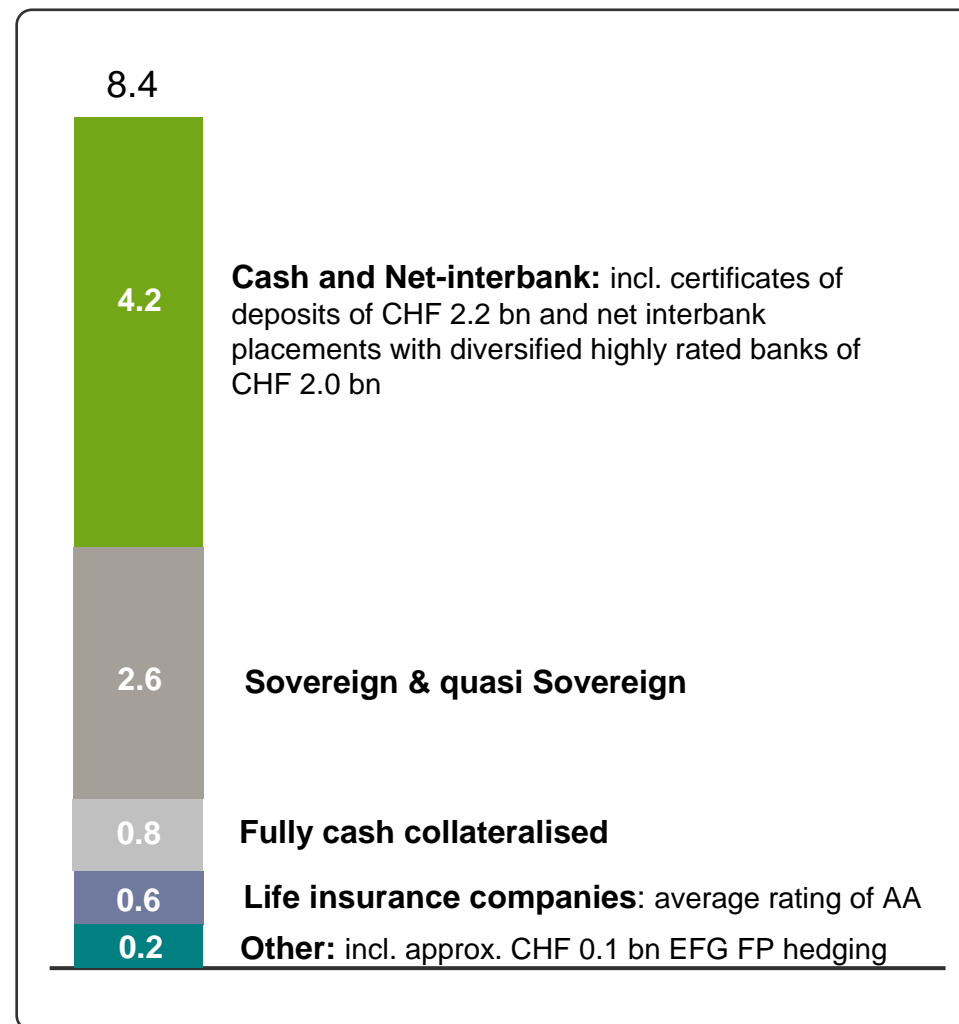 8.4
4.2
Cash and Net-interbank: incl. certificates of
deposits of CHF 2.2 bn and net interbank
placements with diversified highly rated banks of
CHF 2.0 bn
2.6
Sovereign & quasi Sovereign
0.8
Fully cash collateralised
0.6
Life insurance companies: average rating of AA
0.2
Other: incl. approx. CHF 0.1 bn EFG FP hedging